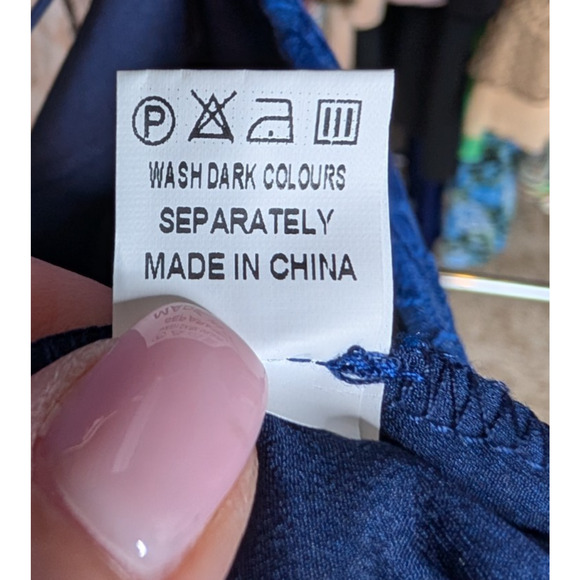 P
WASH DARK COLOURS
SEPARATELY
MADE IN CHINA